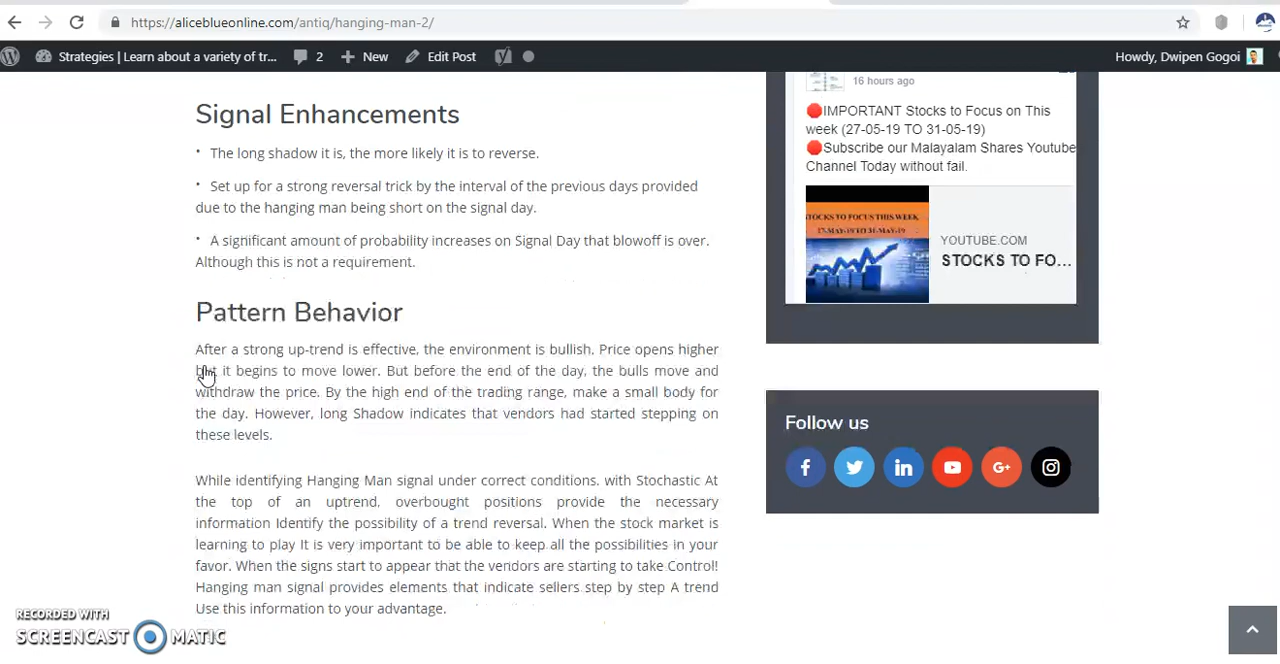 https://aliceblueonline.com/antiq/hanging-man-2/
Strategies | Learn about a variety of tr... 2 New Edit Post Howdy, Dwipen Gogoi
Signal Enhancements
• The long shadow it is, the more likely it is to reverse.
• Set up for a strong reversal trick by the interval of the previous days provided
due to the hanging man being short on the signal day.
• A significant amount of probability increases on Signal Day that blowoff is over.
Although this is not a requirement.
Pattern Behavior
After a strong up-trend is effective, the environment is bullish. Price opens higher
but it begins to move lower. But before the end of the day, the bulls move and
withdraw the price. By the high end of the trading range, make a small body for
the day. However, long Shadow indicates that vendors had started stepping on
these levels.
While identifying Hanging Man signal under correct conditions. with Stochastic At
the top of an uptrend, overbought positions provide the necessary
information Identify the possibility of a trend reversal. When the stock market is
learning to play It is very important to be able to keep all the possibilities in your
favor. When the signs start to appear that the vendors are starting to take Control!
Hanging man signal provides elements that indicate sellers step by step A trend
Use this information to your advantage.
16 hours ago
IMPORTANT Stocks to Focus on This
week (27-05-19 TO 31-05-19)
Subscribe our Malayalam Shares Youtube
Channel Today without fail.
STOCKS TO FOCUS THIS WEEK
27-MAY-19 TO 31-MAY-19
YOUTUBE.COM
STOCKS TO FO...
Follow us
RECORDED WITH
SCREENCAST MATIC